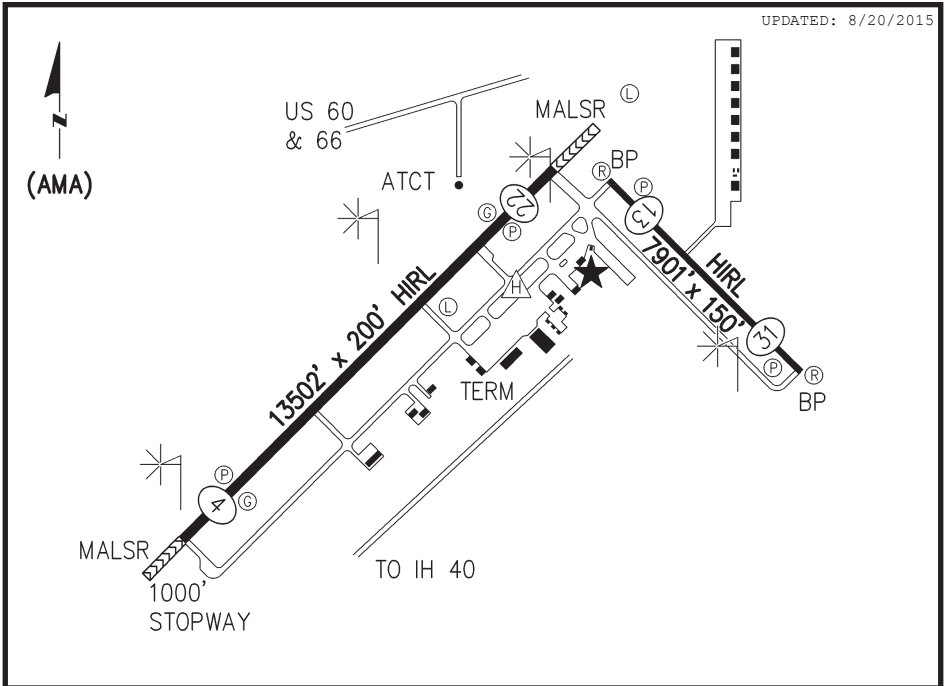 UPDATED: 8/20/2015
N
(AMA)
US 60
& 66
ATCT
MALSR
L
BP
R
P
13
22
G
P
7901' x 150'
HIRL
H
L
13502' x 200' HIRL
31
P
R
BP
TERM
P
4
G
MALSR
1000'
STOPWAY
TO IH 40